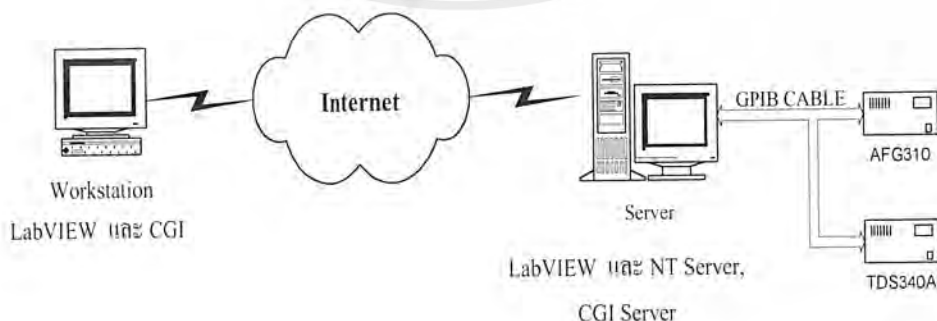 Internet
GPIB CABLE
AFG310
Workstation
LabVIEW และ CGI
Server
LabVIEW และ NT Server,
CGI Server
TDS340A